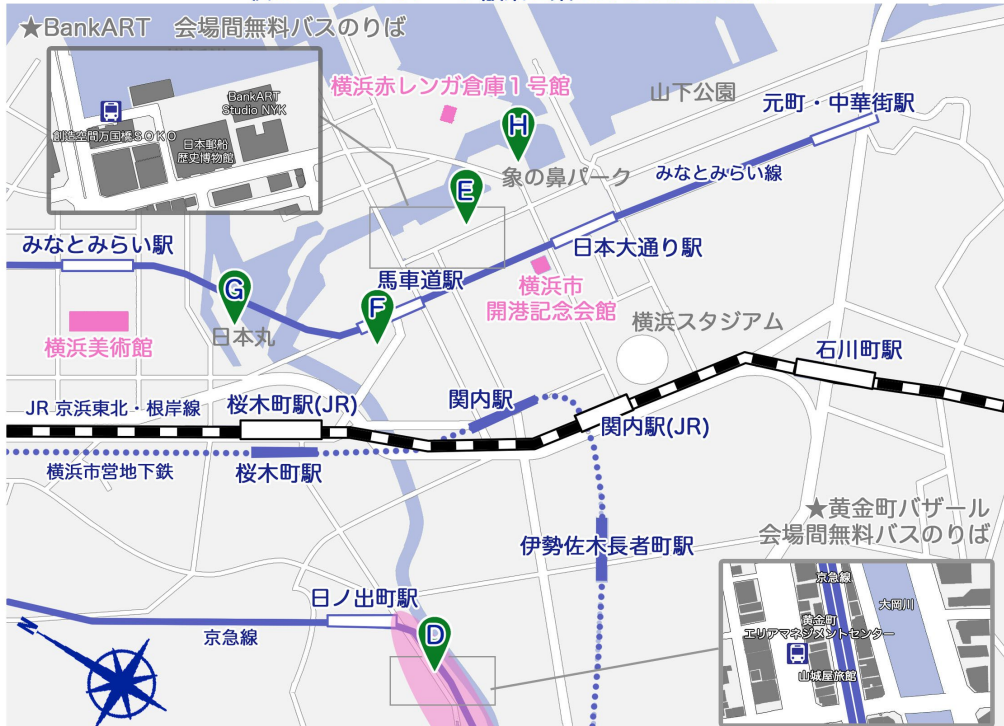 ★BankART 会場間無料バスのりば
BankART
Studio NYK
創造空間万国橋SOKO
日本郵船
歴史博物館
横浜赤レンガ倉庫1号館
山下公園
元町・中華街駅
H
象の鼻パーク
みなとみらい線
E
みなとみらい駅
日本大通り駅
馬車道駅
横浜市
開港記念会館
G
F
日本丸
横浜スタジアム
横浜美術館
石川町駅
JR 京浜東北・根岸線
桜木町駅(JR)
関内駅
関内駅(JR)
横浜市営地下鉄
桜木町駅
★黄金町バザール
会場間無料バスのりば
伊勢佐木長者町駅
日ノ出町駅
京急線
D
N
京急線
大岡川
黄金町
エリアマネジメントセンター
山城屋旅館